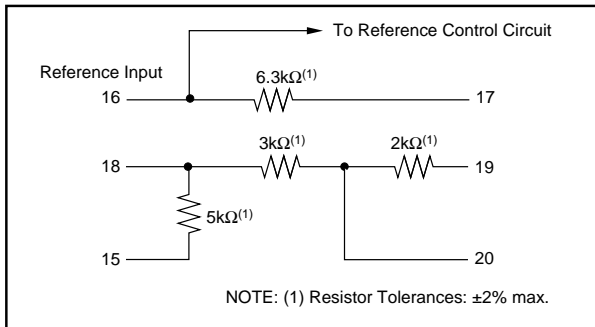 To Reference Control Circuit
Reference Input
6.3kΩ(1)
16
17
3kΩ(1)
2kΩ(1)
18
19
5kΩ(1)
15
20
NOTE: (1) Resistor Tolerances: ±2% max.